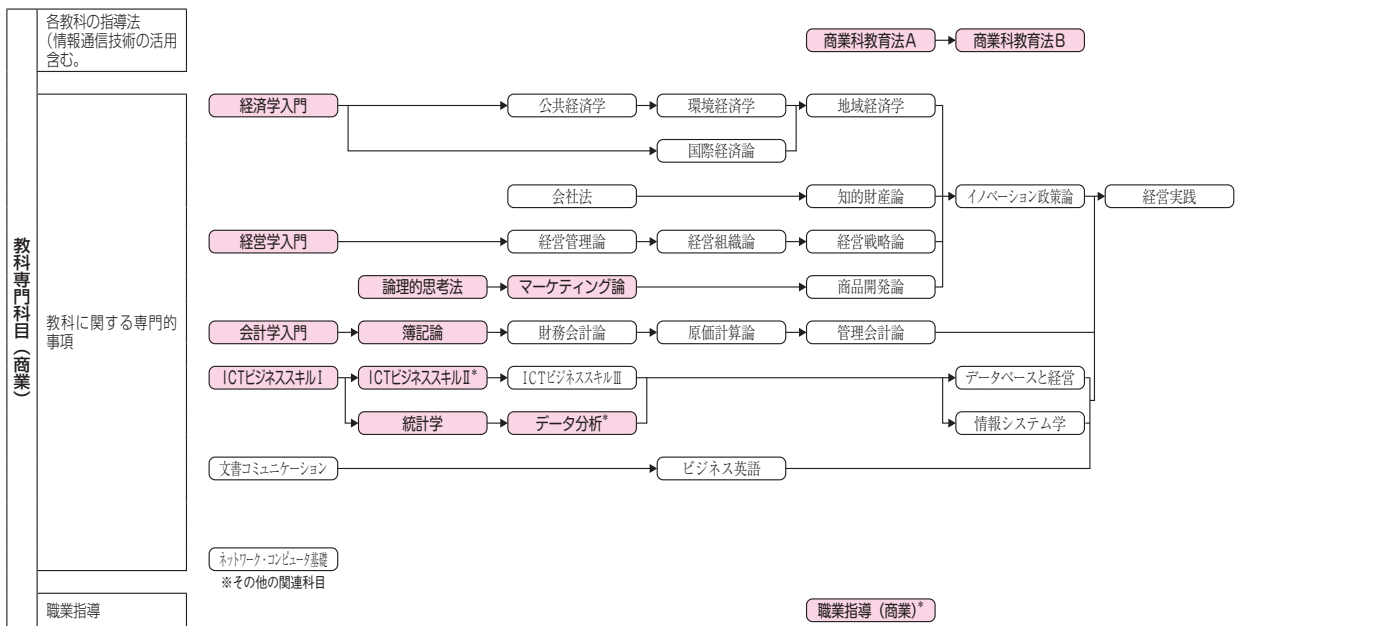 教科専門科目（商業）
各教科の指導法
（情報通信技術の活用
含む。
商業科教育法A
商業科教育法B
教科に関する専門的
事項
経済学入門
公共経済学
環境経済学
地域経済学
国際経済論
会社法
知的財産論
イノベーション政策論
経営実践
経営学入門
経営管理論
経営組織論
経営戦略論
論理的思考法
マーケティング論
商品開発論
会計学入門
簿記論
財務会計論
原価計算論
管理会計論
ICTビジネススキルⅠ
ICTビジネススキルⅡ*
ICTビジネススキルⅢ
データベースと経営
統計学
データ分析*
情報システム学
文書コミュニケーション
ビジネス英語
ネットワーク・コンピュータ基礎
※その他の関連科目
職業指導
職業指導（商業）*